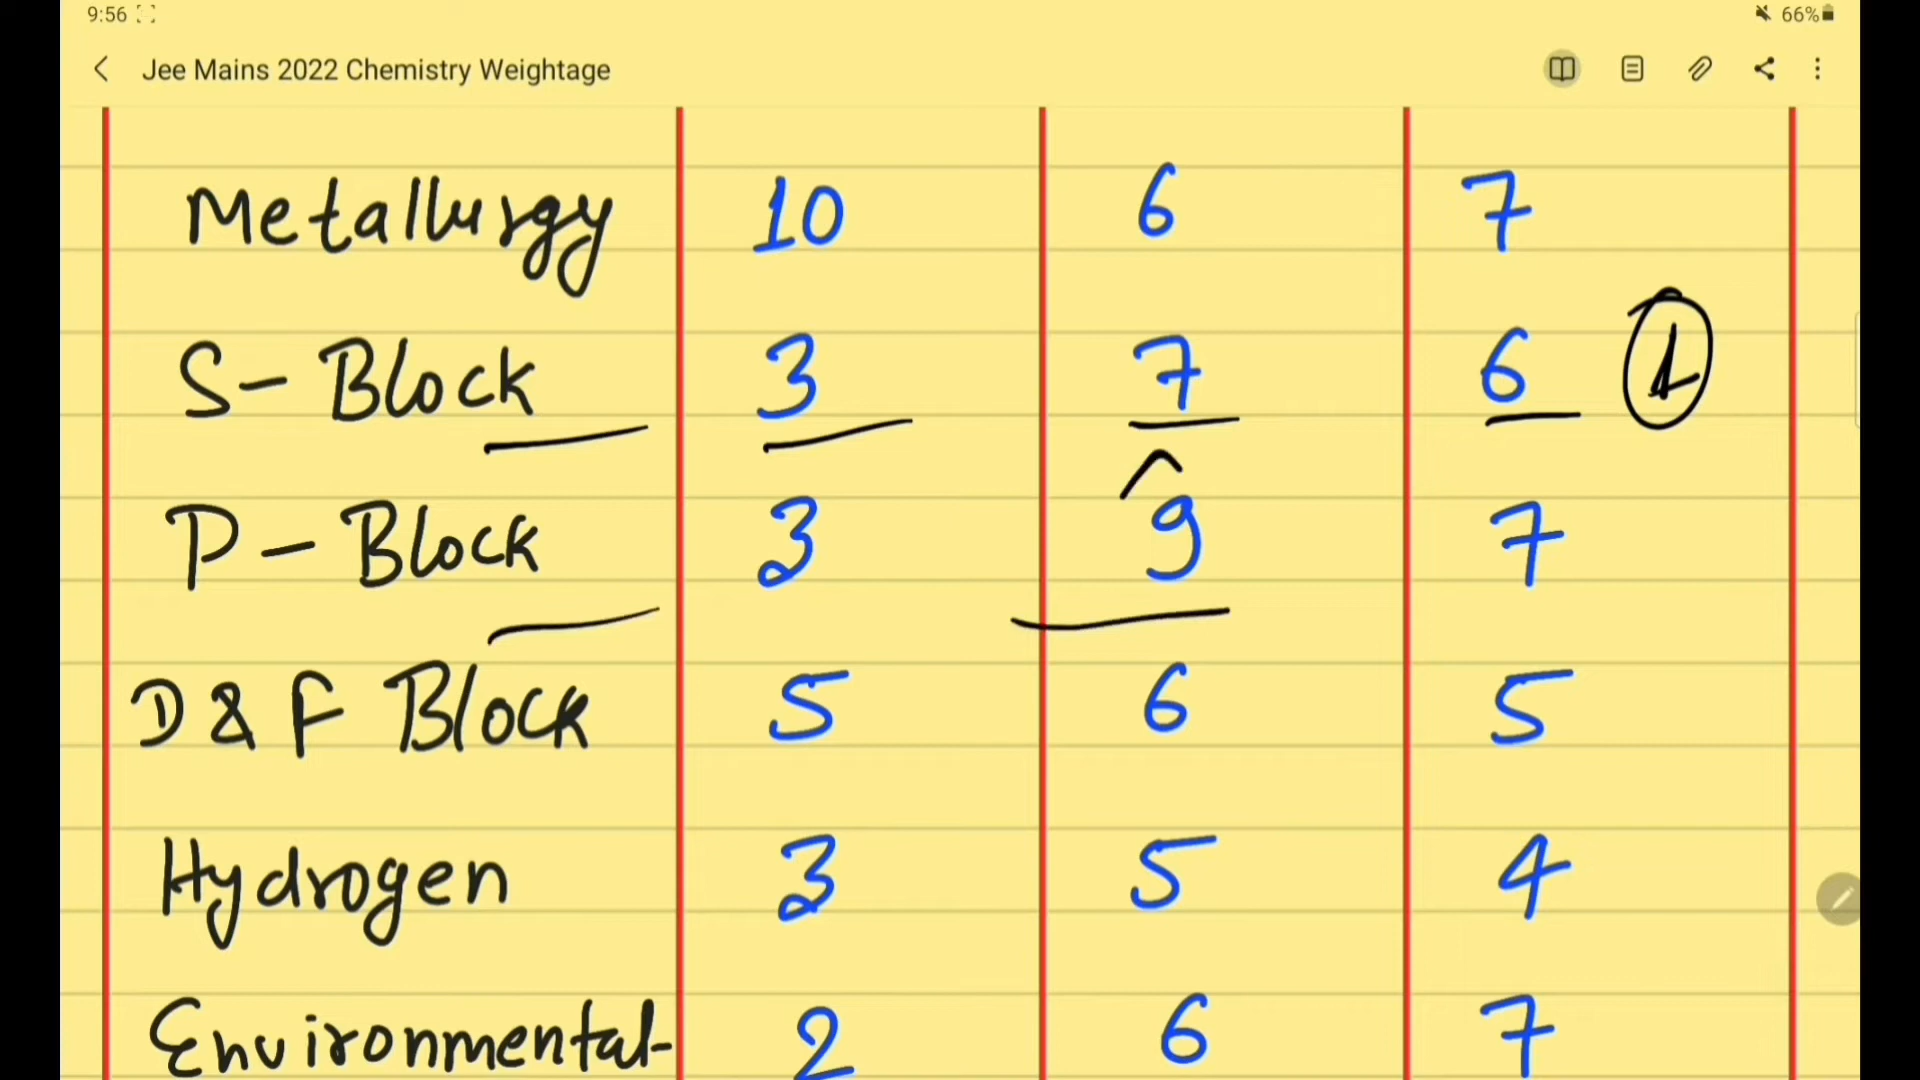 9:56 66%
Jee Mains 2022 Chemistry Weightage
Metallurgy 10 6 7
S- Block 3 7 6 1
P - Block 3 9 7
D & F Block 5 6 5
Hydrogen 3 5 4
Environmental- 2 6 7